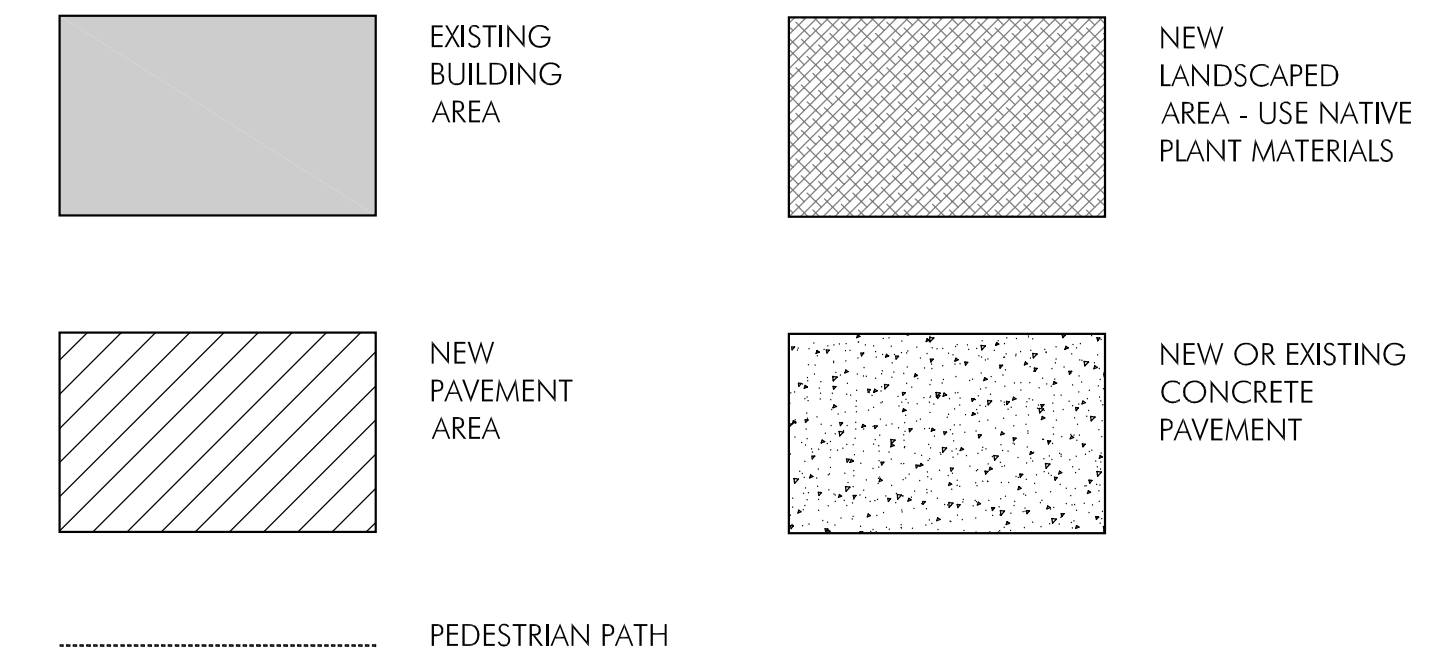 EXISTING
BUILDING
AREA
NEW
LANDSCAPED
AREA - USE NATIVE
PLANT MATERIALS
NEW
PAVEMENT
AREA
NEW OR EXISTING
CONCRETE
PAVEMENT
PEDESTRIAN PATH